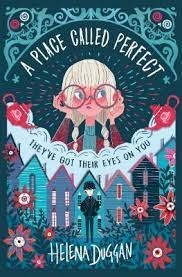 A PLACE CALLED PERFECT
THEY'VE GOT THEIR EYES ON YOU
HELENA DUGGAN